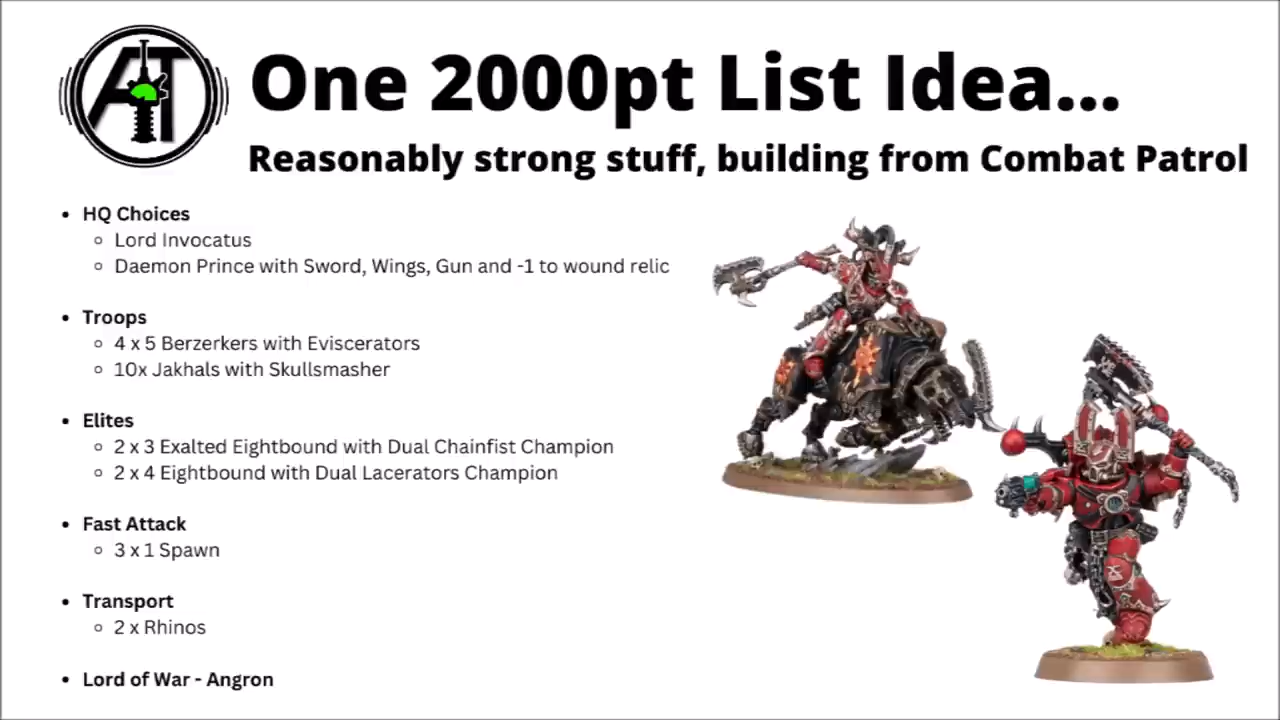 AT
One 2000pt List Idea...
Reasonably strong stuff, building from Combat Patrol
• HQ Choices
◦ Lord Invocatus
◦ Daemon Prince with Sword, Wings, Gun and -1 to wound relic
• Troops
◦ 4 x 5 Berzerkers with Eviscerators
◦ 10x Jakhals with Skullsmasher
• Elites
◦ 2 x 3 Exalted Eightbound with Dual Chainfist Champion
◦ 2 x 4 Eightbound with Dual Lacerators Champion
• Fast Attack
◦ 3 x 1 Spawn
• Transport
◦ 2 x Rhinos
• Lord of War - Angron